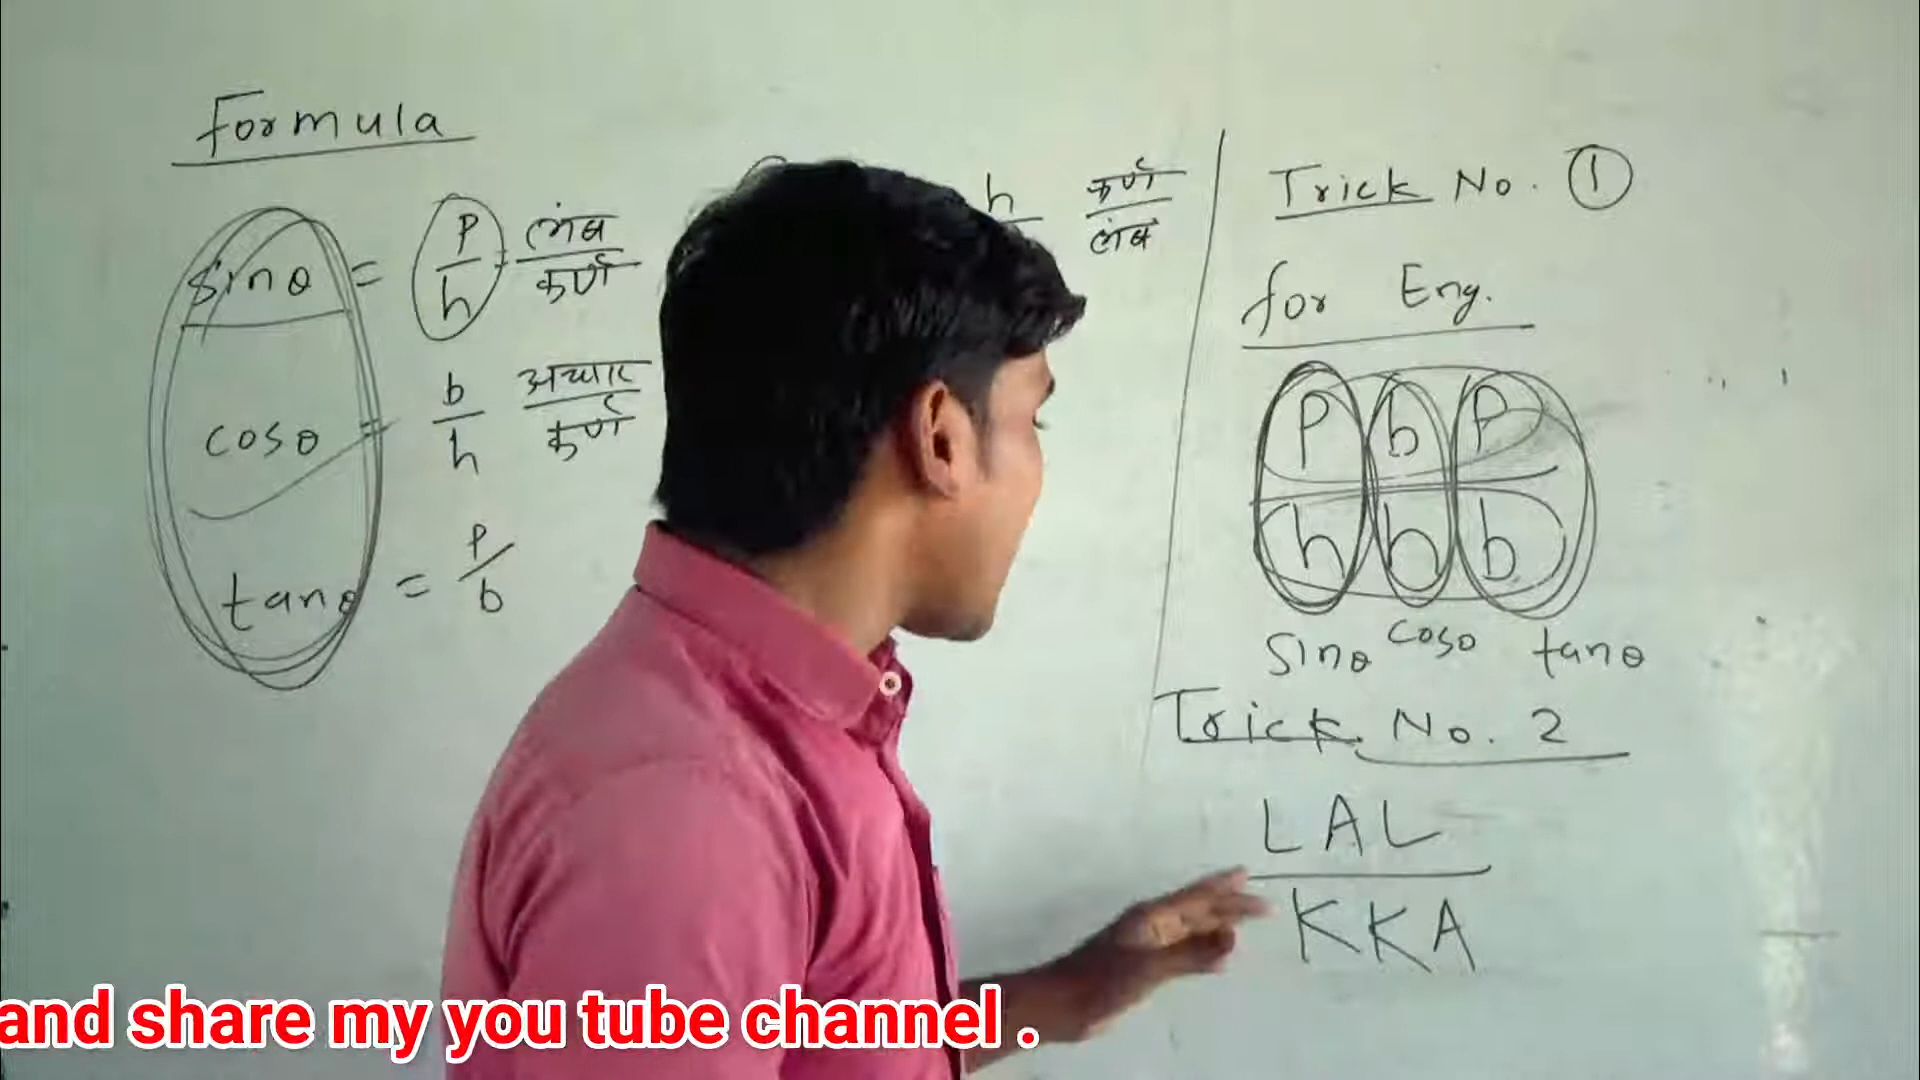 Formula
sinθ = p/h = लंब/कर्ण
h/ कर्ण/लंब
cosθ = b/h आधार/कर्ण
tanθ = p/b
Trick No. ①
for Eng.
P b P
h h b
Sinθ cosθ tanθ
Trick No. 2
LAL
KKA
and share my you tube channel .